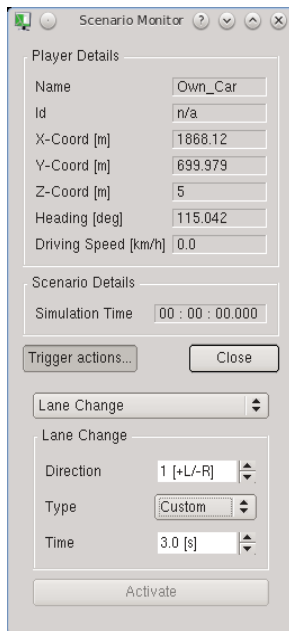 Scenario Monitor
Player Details
Name Own_Car
Id n/a
X-Coord [m] 1868.12
Y-Coord [m] 699.979
Z-Coord [m] 5
Heading [deg] 115.042
Driving Speed [km/h] 0.0
Scenario Details
Simulation Time 00 : 00 : 00.000
Trigger actions... Close
Lane Change
Lane Change
Direction 1 [+L/-R]
Type Custom
Time 3.0 [s]
Activate